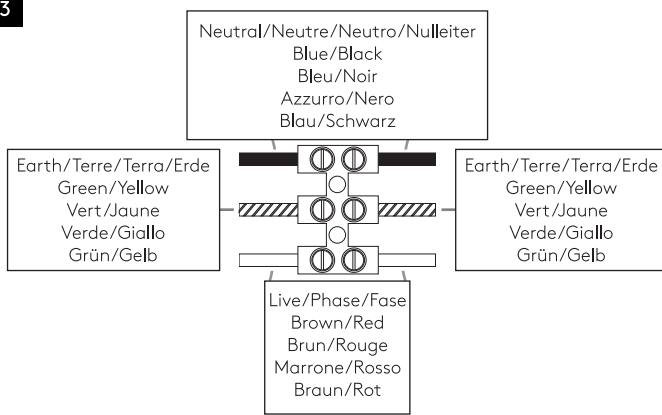 3
Neutral/Neutre/Neutro/Nulleiter
Blue/Black
Bleu/Noir
Azzurro/Nero
Blau/Schwarz
Earth/Terre/Terra/Erde
Green/Yellow
Vert/Jaune
Verde/Giallo
Grün/Gelb
Earth/Terre/Terra/Erde
Green/Yellow
Vert/Jaune
Verde/Giallo
Grün/Gelb
Live/Phase/Fase
Brown/Red
Brun/Rouge
Marrone/Rosso
Braun/Rot